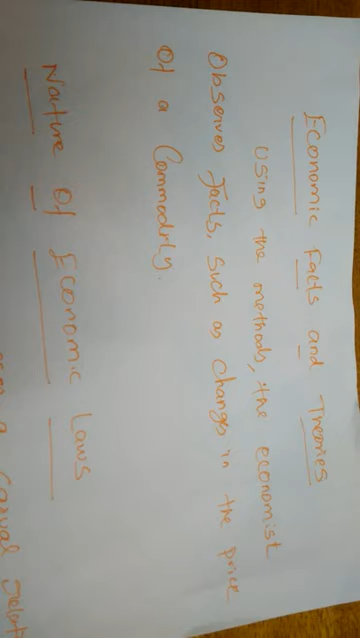 Economic Facts and Theories
Using the methods, the economist
Observes Facts, Such as changes in the price
Of a Commodity.
Nature Of Economic Laws
a Casual